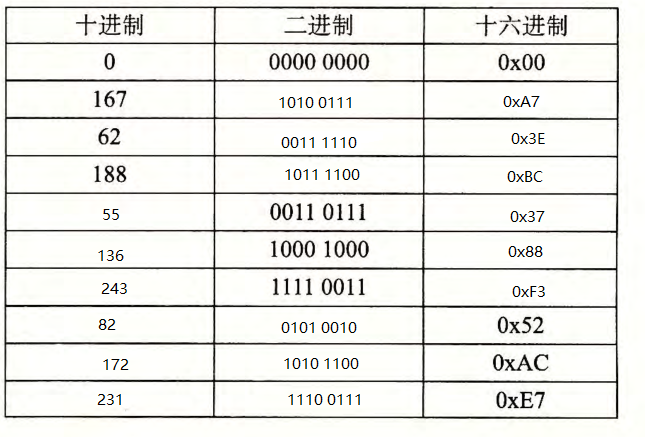 十进制 二进制 十六进制
0 0000 0000 0x00
167 1010 0111 0xA7
62 0011 1110 0x3E
188 1011 1100 0xBC
55 0011 0111 0x37
136 1000 1000 0x88
243 1111 0011 0xF3
82 0101 0010 0x52
172 1010 1100 0xAC
231 1110 0111 0xE7